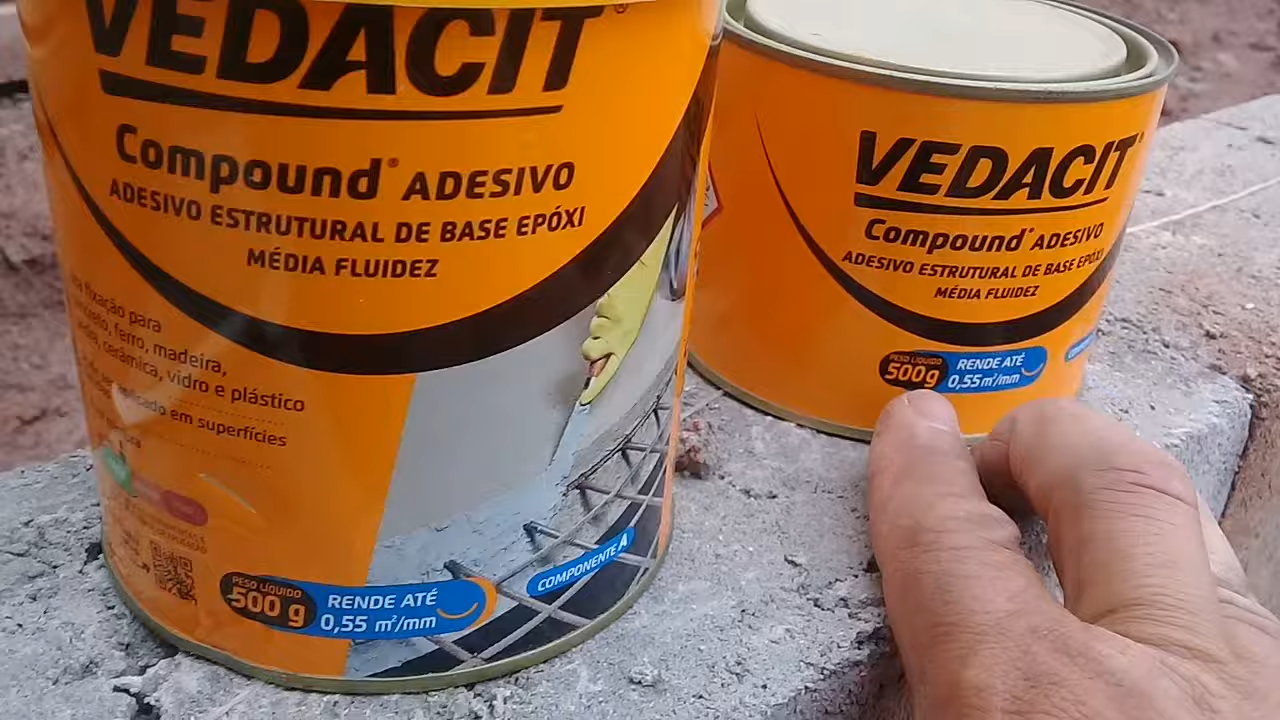 VEDACIT®
Compound® ADESIVO
ADESIVO ESTRUTURAL DE BASE EPÓXI
MÉDIA FLUIDEZ
fixação para
ferro, madeira,
cerâmica, vidro e plástico
em superfícies
PESO LÍQUIDO
500 g
RENDE ATÉ
0,55 m²/mm
COMPONENTE A
VEDACIT®
Compound® ADESIVO
ADESIVO ESTRUTURAL DE BASE EPÓXI
MÉDIA FLUIDEZ
PESO LÍQUIDO
500g
RENDE ATÉ
0,55 m²/mm